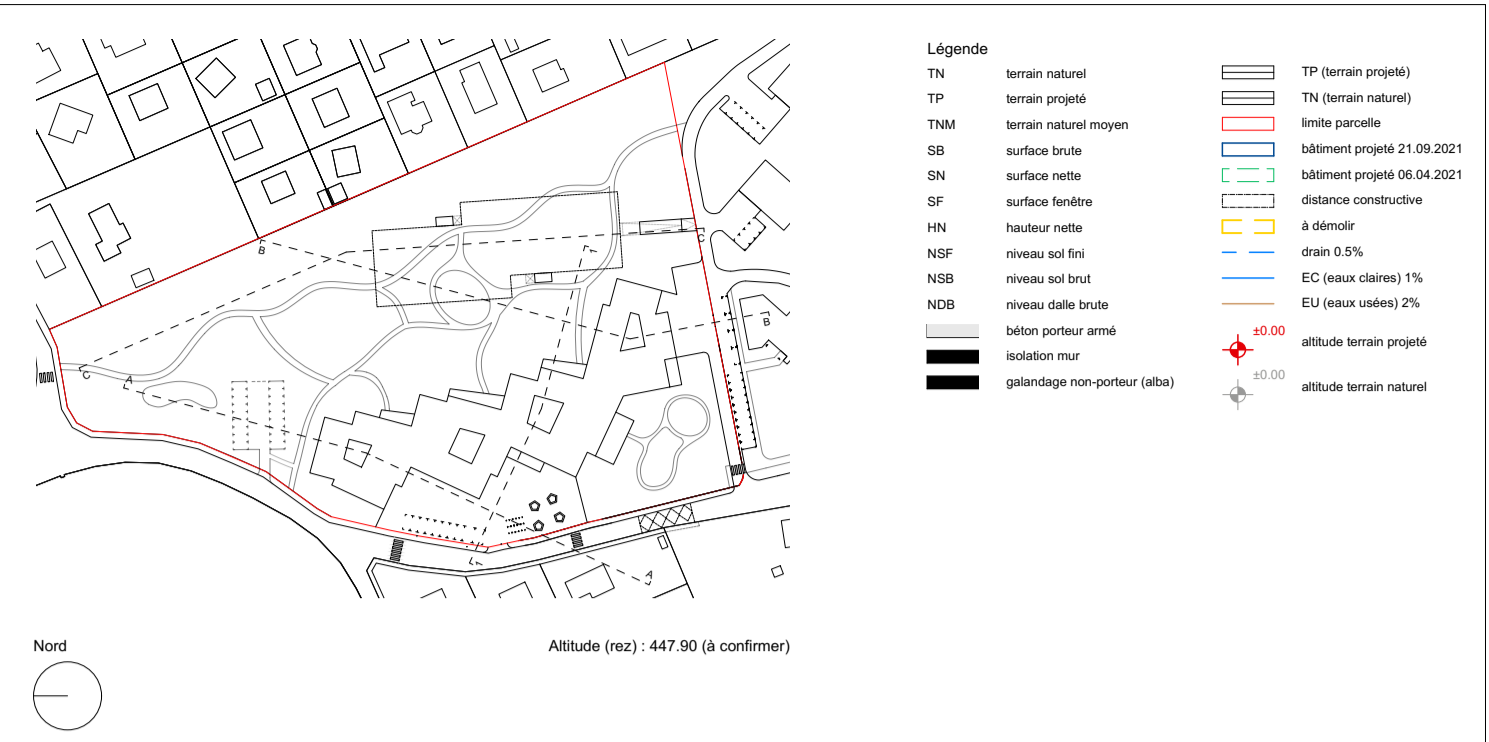 Légende
TN terrain naturel
TP terrain projeté
TNM terrain naturel moyen
SB surface brute
SN surface nette
SF surface fenêtre
HN hauteur nette
NSF niveau sol fini
NSB niveau sol brut
NDB niveau dalle brute
béton porteur armé
isolation mur
galandage non-porteur (alba)
TP (terrain projeté)
TN (terrain naturel)
limite parcelle
bâtiment projeté 21.09.2021
bâtiment projeté 06.04.2021
distance constructive
à démolir
drain 0.5%
EC (eaux claires) 1%
EU (eaux usées) 2%
±0.00
altitude terrain projeté
±0.00
altitude terrain naturel
B
C
B
C
A
A
Nord
Altitude (rez) : 447.90 (à confirmer)